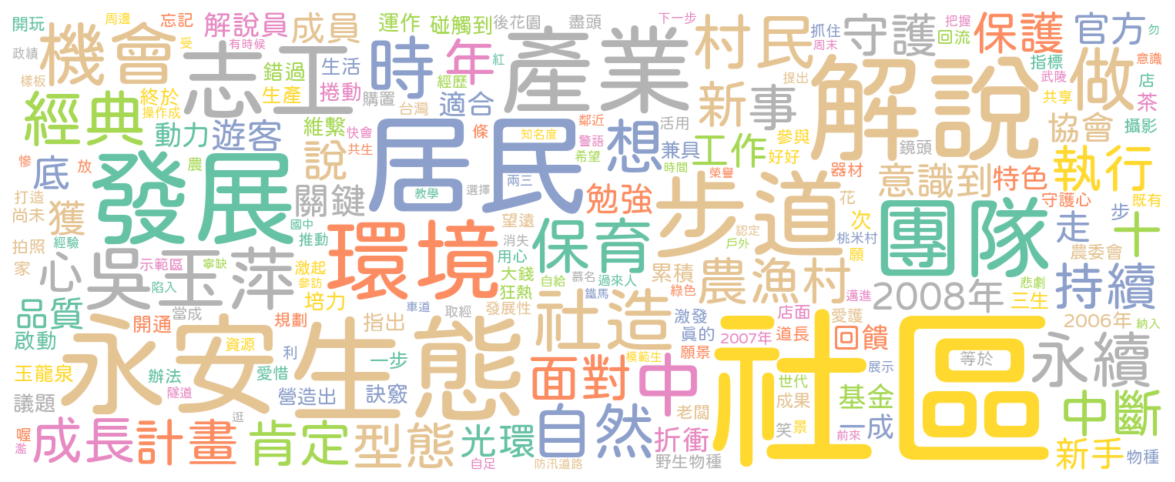 開玩
周邊
忘記
解說員
成員
運作
碰觸到
後花園
盡頭
下一步
抓住
把握
官方
勿
政績
機會
受
有時候
志工
錯過
生活
時
年
紅
產業
村民
守護
回流
保護
意識
樣板
終於
生產
捲動
經歷
周末
指標
武陵
做
店
經典
操作成
購置
台灣
適合
提出
解說
共享
茶
動力
遊客
維繫
快會
條
知名度
鄰近
活用
新
事
參與
鏡頭
協會
攝影
慘
底
放
農
共生
說
居民
警語
希望
想
兼具
工作
好好
器材
意識到
特色
執行
發展
關鍵
教學
選擇
兩三
時間
榮譽
勉強
打造
尚未
獲
國中
步道
花
次
守護心
既有
團隊
走
步
十
拍照
經驗
推動
環境
望遠
消失
保育
認定
戶外
桃米村
願
農委會
家
心
示範區
寧缺
激起
參訪
用心
大錢
自給
過來人
累積
農漁村
邁進
悲劇
持續
吳玉萍
陷入
培力
狂熱
慕名
鐵馬
綠色
2008年
三生
品質
當成
車道
取經
發展性
社造
激發
店面
愛護
2006年
納入
啟動
開通
規劃
指出
2007年
道長
回饋
永安
生態
資源
利
一步
模範生
願景
社區
等於
永續
玉龍泉
辦法
愛惜
隧道
營造出
訣竅
面對
中
世代
展示
議題
逛
老闆
成果
基金
中斷
喔
濫
成長
計畫
肯定
型態
光環
自然
折衝
笑
景
一成
前來
新手
物種
自足
防汛道路
野生物種